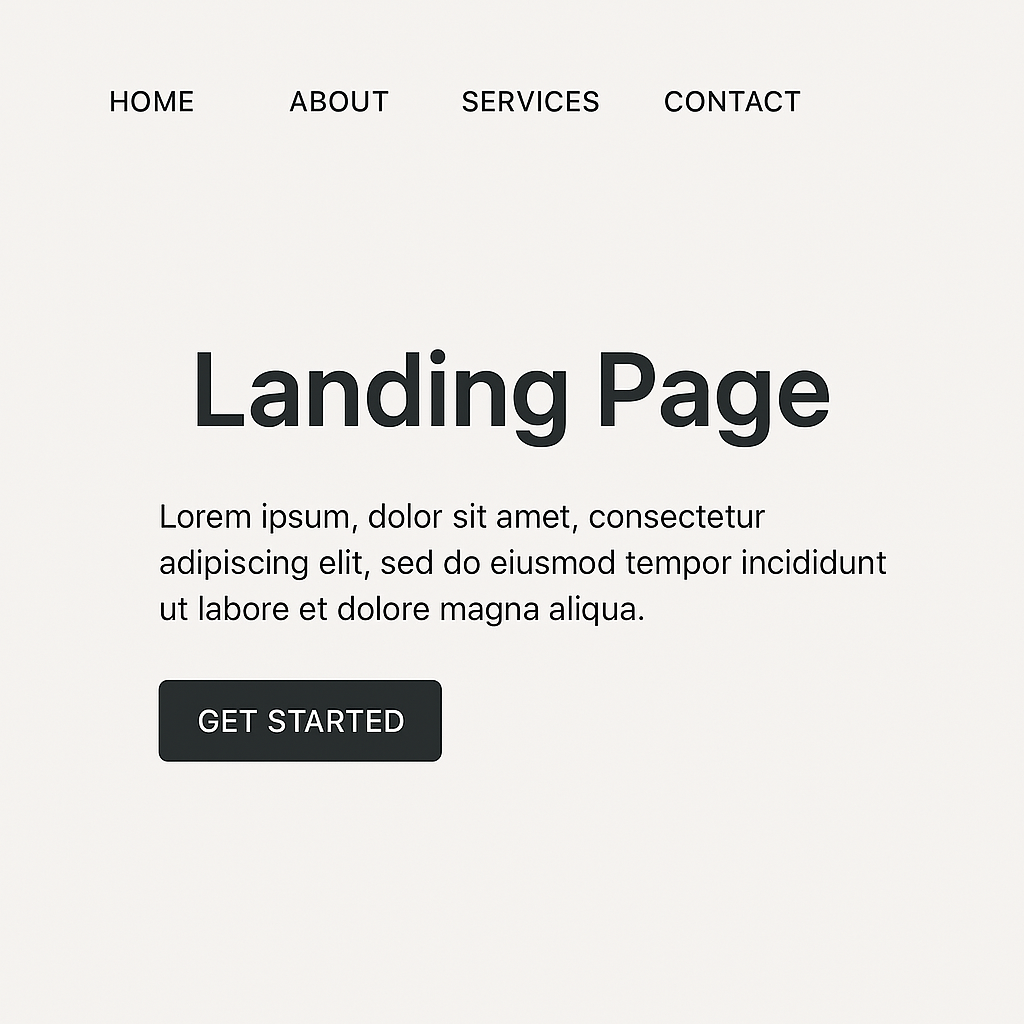 HOME ABOUT SERVICES CONTACT
Landing Page
Lorem ipsum, dolor sit amet, consectetur
adipiscing elit, sed do eiusmod tempor incididunt
ut labore et dolore magna aliqua.
GET STARTED